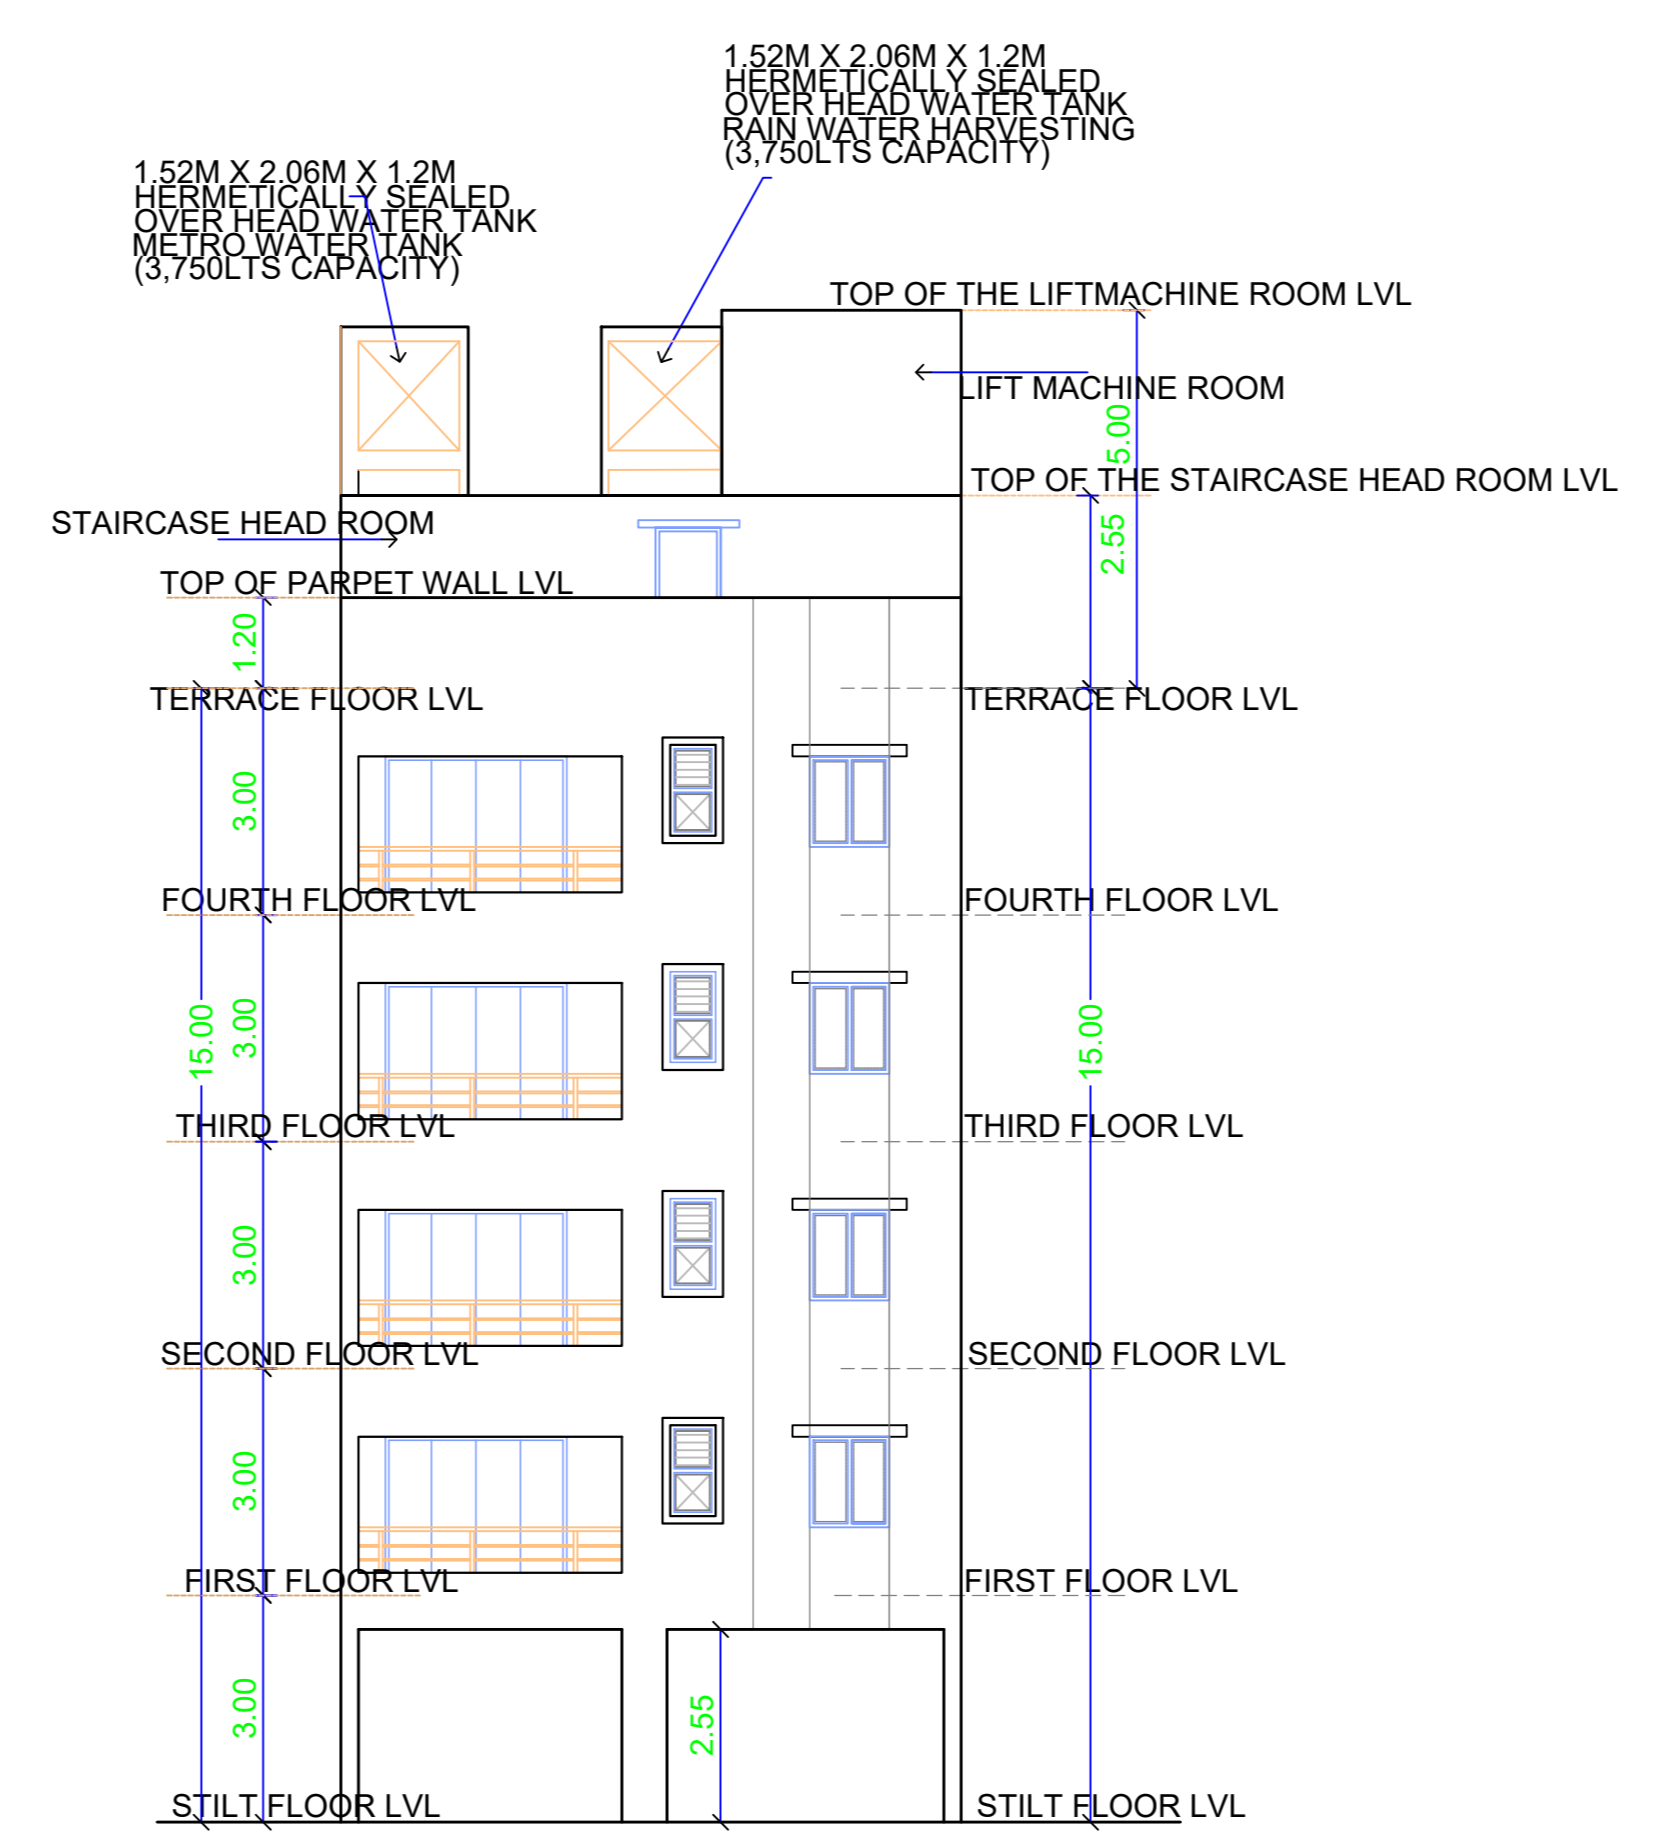 1.52M X 2.06M X 1.2M
HERMETICALLY SEALED
OVER HEAD WATER TANK
RAIN WATER HARVESTING
(3,750LTS CAPACITY)
1.52M X 2.06M X 1.2M
HERMETICALLY SEALED
OVER HEAD WATER TANK
METRO WATER TANK
(3,750LTS CAPACITY)
TOP OF THE LIFTMACHINE ROOM LVL
LIFT MACHINE ROOM
5.00
TOP OF THE STAIRCASE HEAD ROOM LVL
STAIRCASE HEAD ROOM
2.55
TOP OF PARPET WALL LVL
1.20
TERRACE FLOOR LVL
TERRACE FLOOR LVL
3.00
FOURTH FLOOR LVL
FOURTH FLOOR LVL
15.00
3.00
15.00
THIRD FLOOR LVL
THIRD FLOOR LVL
3.00
SECOND FLOOR LVL
SECOND FLOOR LVL
3.00
FIRST FLOOR LVL
FIRST FLOOR LVL
3.00
2.55
STILT FLOOR LVL
STILT FLOOR LVL